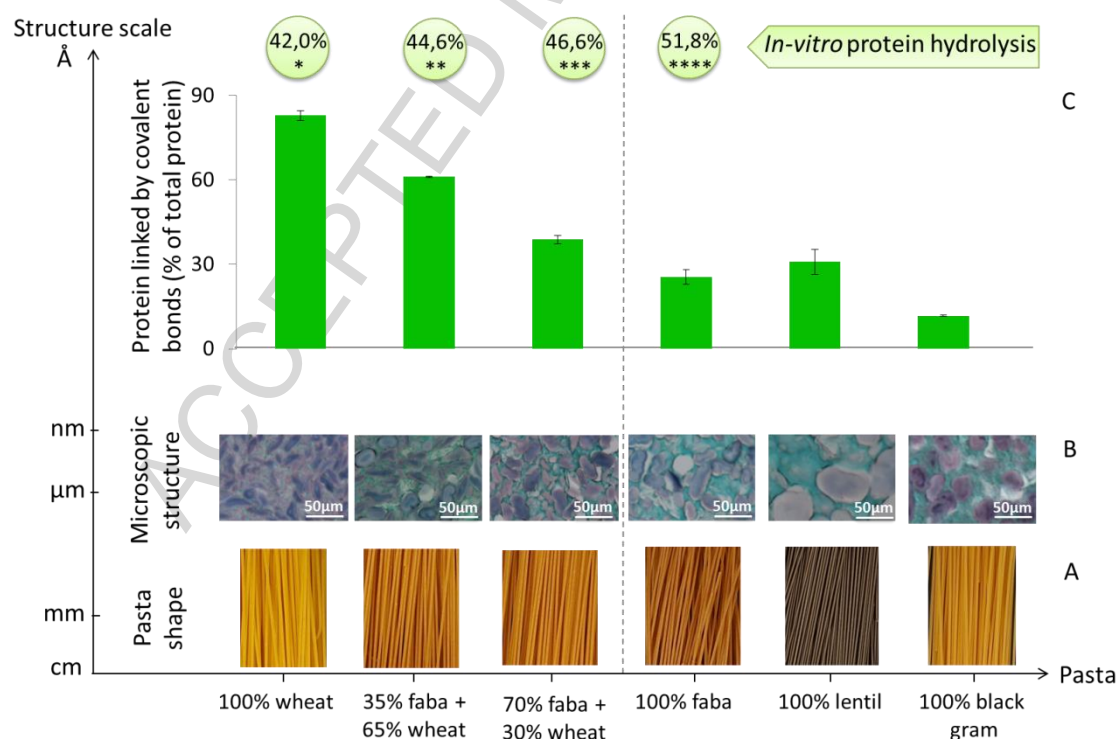 Structure scale
Å
42,0%
*
44,6%
**
46,6%
***
51,8%
****
In-vitro protein hydrolysis
C
Protein linked by covalent
bonds (% of total protein)
90
60
30
0
nm
µm
Microscopic
structure
50µm
50µm
50µm
50µm
50µm
50µm
B
mm
cm
Pasta
shape
A
Pasta
100% wheat
35% faba +
65% wheat
70% faba +
30% wheat
100% faba
100% lentil
100% black
gram
ACCEPTED M